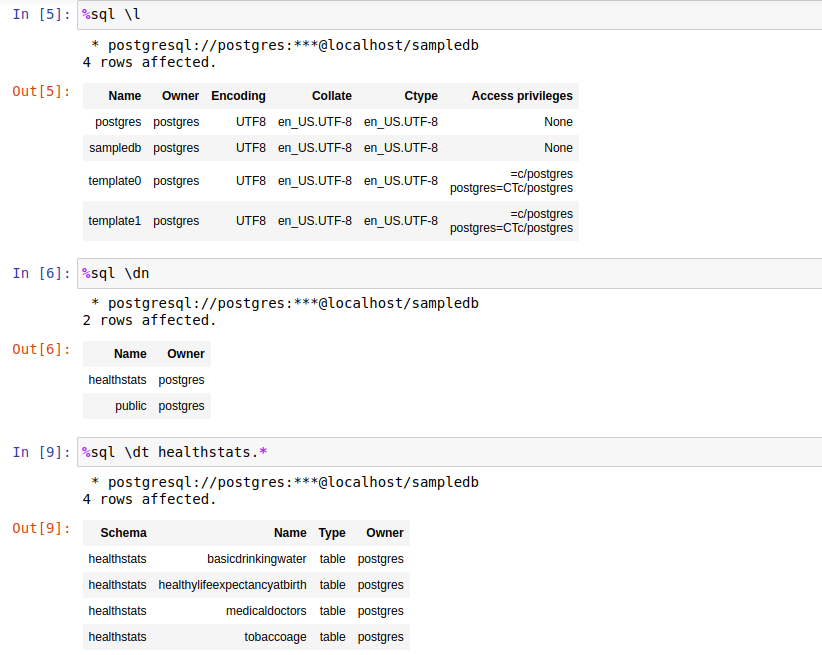 In [5]: %sql \l
* postgresql://postgres:***@localhost/sampledb
4 rows affected.
Out[5]:
Name Owner Encoding Collate Ctype Access privileges
postgres postgres UTF8 en_US.UTF-8 en_US.UTF-8 None
sampledb postgres UTF8 en_US.UTF-8 en_US.UTF-8 None
template0 postgres UTF8 en_US.UTF-8 en_US.UTF-8 =c/postgres
postgres=CTc/postgres
template1 postgres UTF8 en_US.UTF-8 en_US.UTF-8 =c/postgres
postgres=CTc/postgres
In [6]: %sql \dn
* postgresql://postgres:***@localhost/sampledb
2 rows affected.
Out[6]:
Name Owner
healthstats postgres
public postgres
In [9]: %sql \dt healthstats.*
* postgresql://postgres:***@localhost/sampledb
4 rows affected.
Out[9]:
Schema Name Type Owner
healthstats basicdrinkingwater table postgres
healthstats healthylifeexpectancyatbirth table postgres
healthstats medicaldoctors table postgres
healthstats tobaccoage table postgres